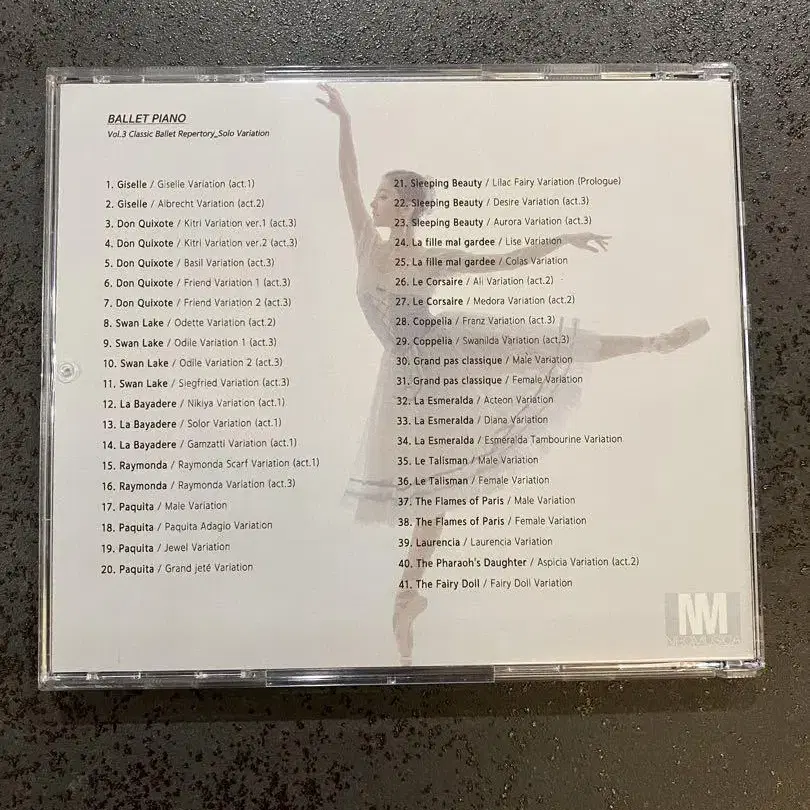 BALLET PIANO
Vol.3 Classic Ballet Repertory_Solo Variation
1. Giselle / Giselle Variation (act.1)
2. Giselle / Albrecht Variation (act.2)
3. Don Quixote / Kitri Variation ver.1 (act.3)
4. Don Quixote / Kitri Variation ver.2 (act.3)
5. Don Quixote / Basil Variation (act.3)
6. Don Quixote / Friend Variation 1 (act.3)
7. Don Quixote / Friend Variation 2 (act.3)
8. Swan Lake / Odette Variation (act.2)
9. Swan Lake / Odile Variation 1 (act.3)
10. Swan Lake / Odile Variation 2 (act.3)
11. Swan Lake / Siegfried Variation (act.3)
12. La Bayadere / Nikiya Variation (act.1)
13. La Bayadere / Solor Variation (act.1)
14. La Bayadere / Gamzatti Variation (act.1)
15. Raymonda / Raymonda Scarf Variation (act.1)
16. Raymonda / Raymonda Variation (act.3)
17. Paquita / Male Variation
18. Paquita / Paquita Adagio Variation
19. Paquita / Jewel Variation
20. Paquita / Grand jeté Variation
21. Sleeping Beauty / Lilac Fairy Variation (Prologue)
22. Sleeping Beauty / Desire Variation (act.3)
23. Sleeping Beauty / Aurora Variation (act.3)
24. La fille mal gardee / Lise Variation
25. La fille mal gardee / Colas Variation
26. Le Corsaire / Ali Variation (act.2)
27. Le Corsaire / Medora Variation (act.2)
28. Coppelia / Franz Variation (act.3)
29. Coppelia / Swanilda Variation (act.3)
30. Grand pas classique / Male Variation
31. Grand pas classique / Female Variation
32. La Esmeralda / Acteon Variation
33. La Esmeralda / Diana Variation
34. La Esmeralda / Esmeralda Tambourine Variation
35. Le Talisman / Male Variation
36. Le Talisman / Female Variation
37. The Flames of Paris / Male Variation
38. The Flames of Paris / Female Variation
39. Laurencia / Laurencia Variation
40. The Pharaoh's Daughter / Aspicia Variation (act.2)
41. The Fairy Doll / Fairy Doll Variation
NM
NEOMUSICA